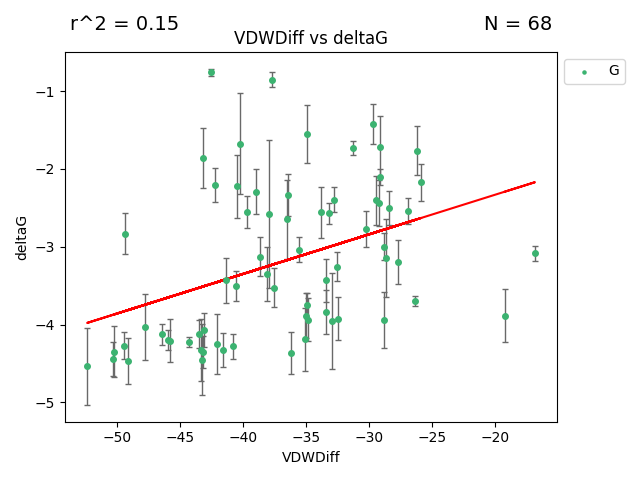 r^2 = 0.15
N = 68
VDWDiff vs deltaG
G
−1
−2
−3
−4
−5
deltaG
−50
−45
−40
−35
−30
−25
−20
VDWDiff